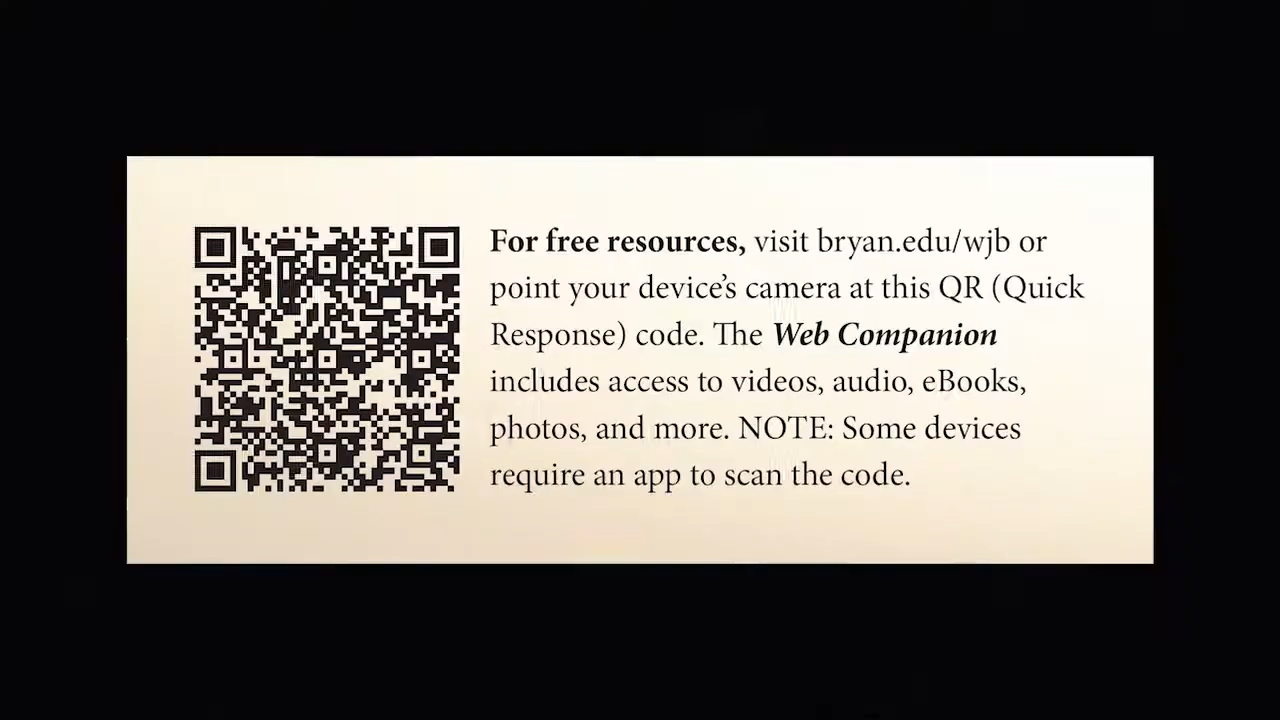 For free resources, visit bryan.edu/wjb or
point your device’s camera at this QR (Quick
Response) code. The Web Companion
includes access to videos, audio, eBooks,
photos, and more. NOTE: Some devices
require an app to scan the code.